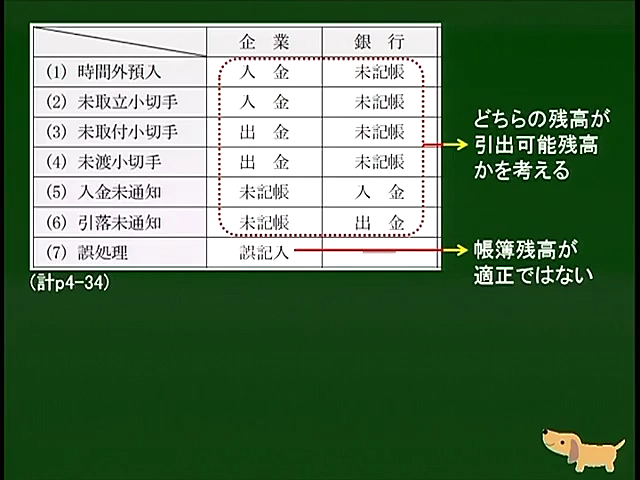 企　業　銀　行
(1) 時間外預入　入　金　未記帳
(2) 未取立小切手　入　金　未記帳
(3) 未取付小切手　出　金　未記帳
(4) 未渡小切手　出　金　未記帳
(5) 入金未通知　未記帳　入　金
(6) 引落未通知　未記帳　出　金
(7) 誤処理　誤記入　―
(計p4-34)
どちらの残高が
引出可能残高
かを考える
帳簿残高が
適正ではない